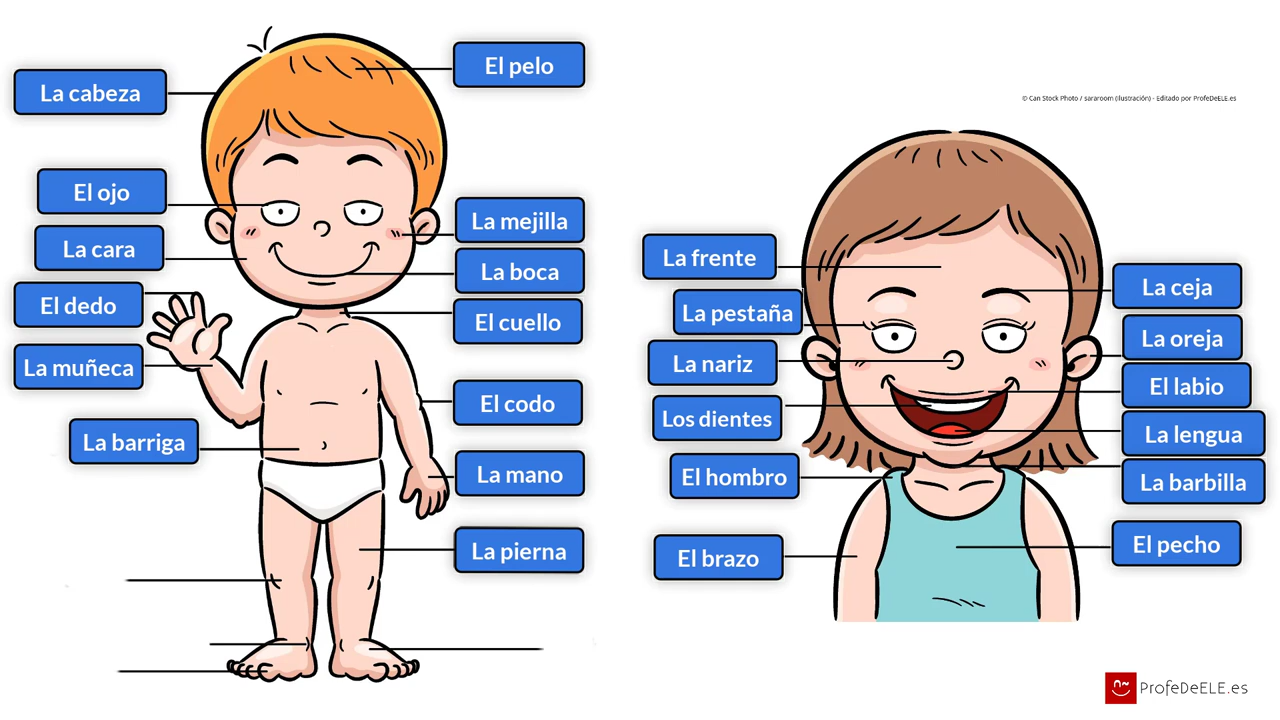 La cabeza
El pelo
El ojo
La cara
El dedo
La muñeca
La barriga
La mejilla
La boca
El cuello
El codo
La mano
La pierna
© Can Stock Photo / sararoom (ilustración) - Editado por ProfeDeELE.es
La frente
La pestaña
La nariz
Los dientes
El hombro
El brazo
La ceja
La oreja
El labio
La lengua
La barbilla
El pecho
ProfeDeELE.es